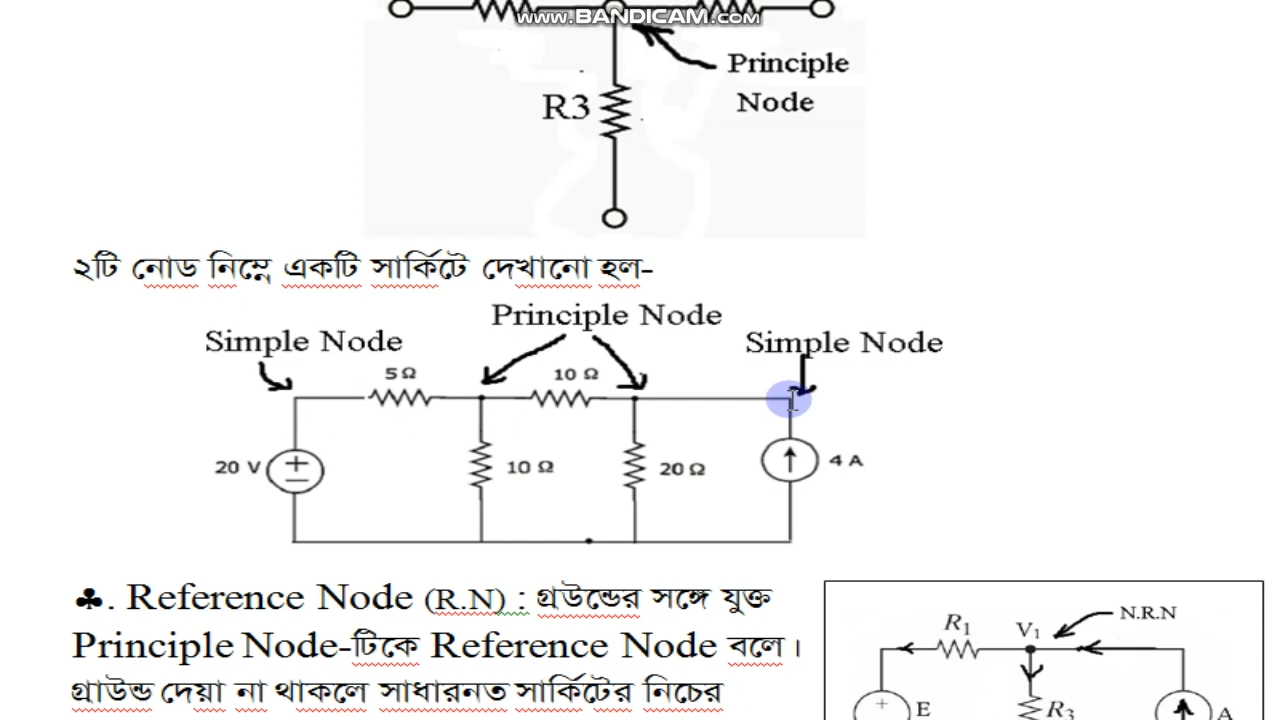 www.BANDICAM.com
Principle
Node
R3
২টি নোড নিম্নে একটি সার্কিটে দেখানো হল-
Principle Node
Simple Node
Simple Node
5Ω
10 Ω
20 V
10 Ω
20 Ω
4 A
♣. Reference Node (R.N) : গ্রউন্ডের সঙ্গে যুক্ত
Principle Node-টিকে Reference Node বলে।
গ্রাউন্ড দেয়া না থাকলে সাধারনত সার্কিটের নিচের
N.R.N
R1
V1
E
R3
A